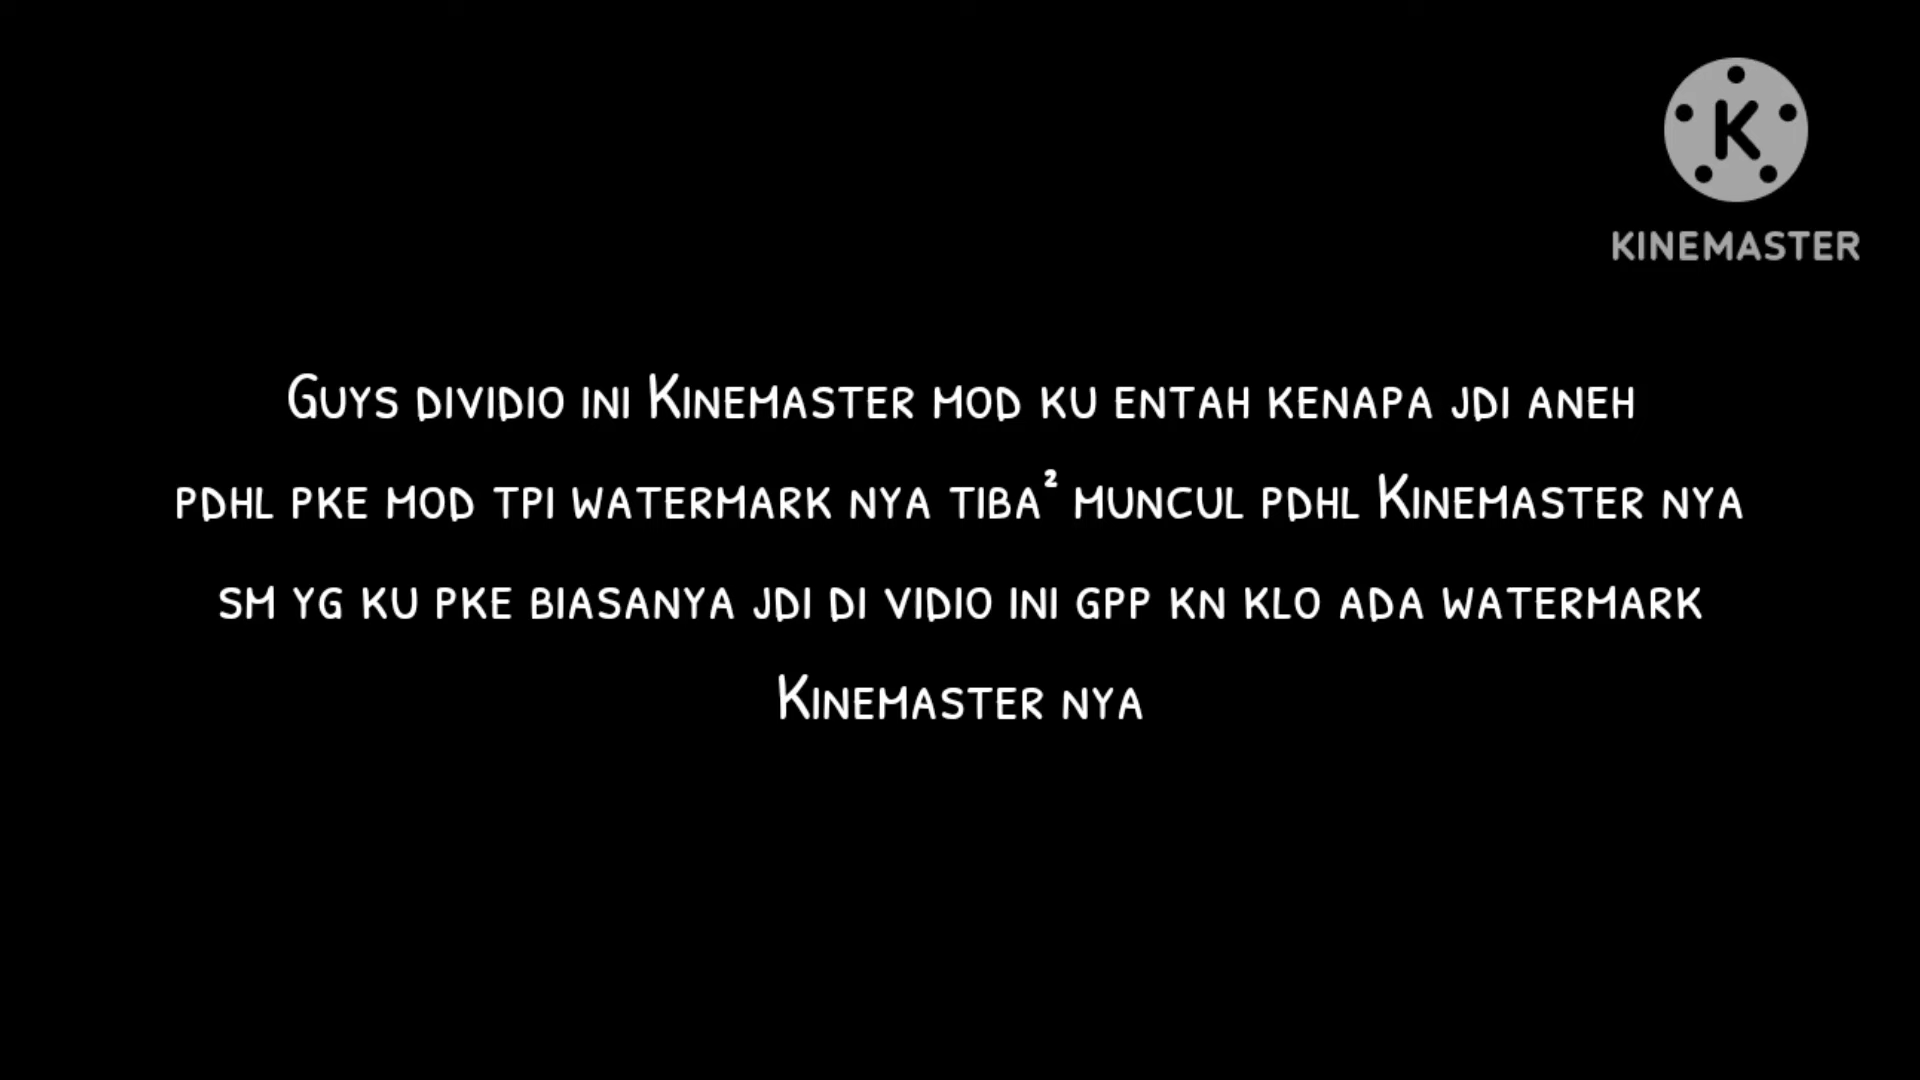 K
KINEMASTER
Guys dividio ini Kinemaster mod ku entah kenapa jdi aneh
pdhl pke mod tpi watermark nya tiba² muncul pdhl Kinemaster nya
sm yg ku pke biasanya jdi di vidio ini gpp kn klo ada watermark
Kinemaster nya